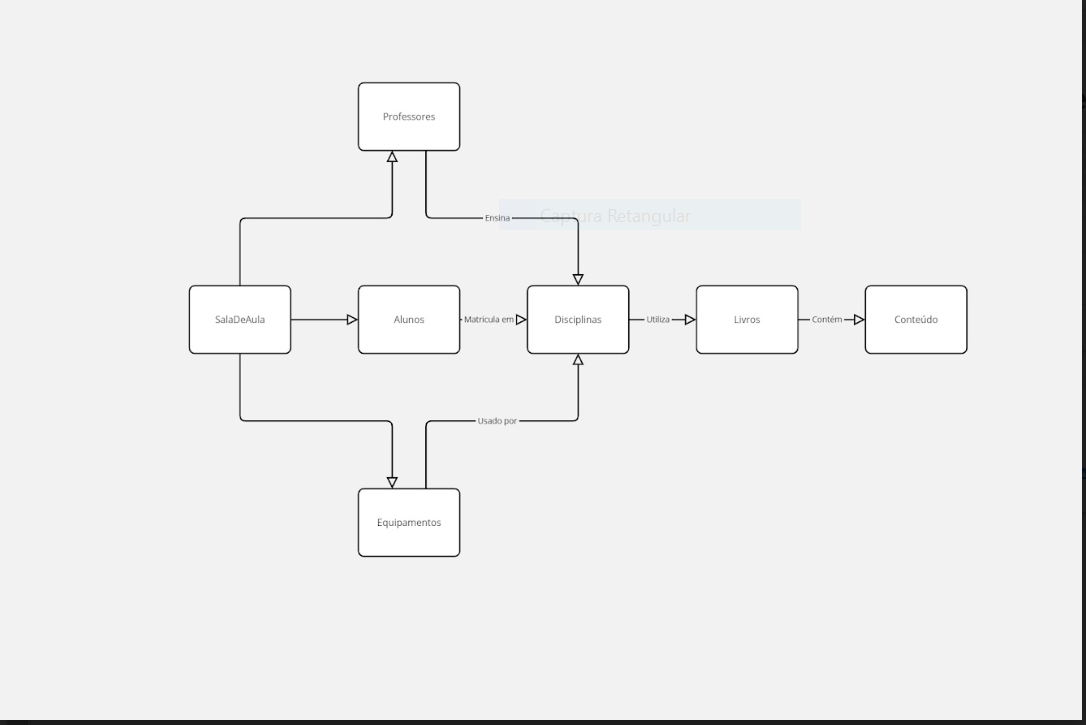 Professores
Ensina
Captura Retangular
SalaDeAula
Alunos
Matricula em
Disciplinas
Utiliza
Livros
Contém
Conteúdo
Usado por
Equipamentos